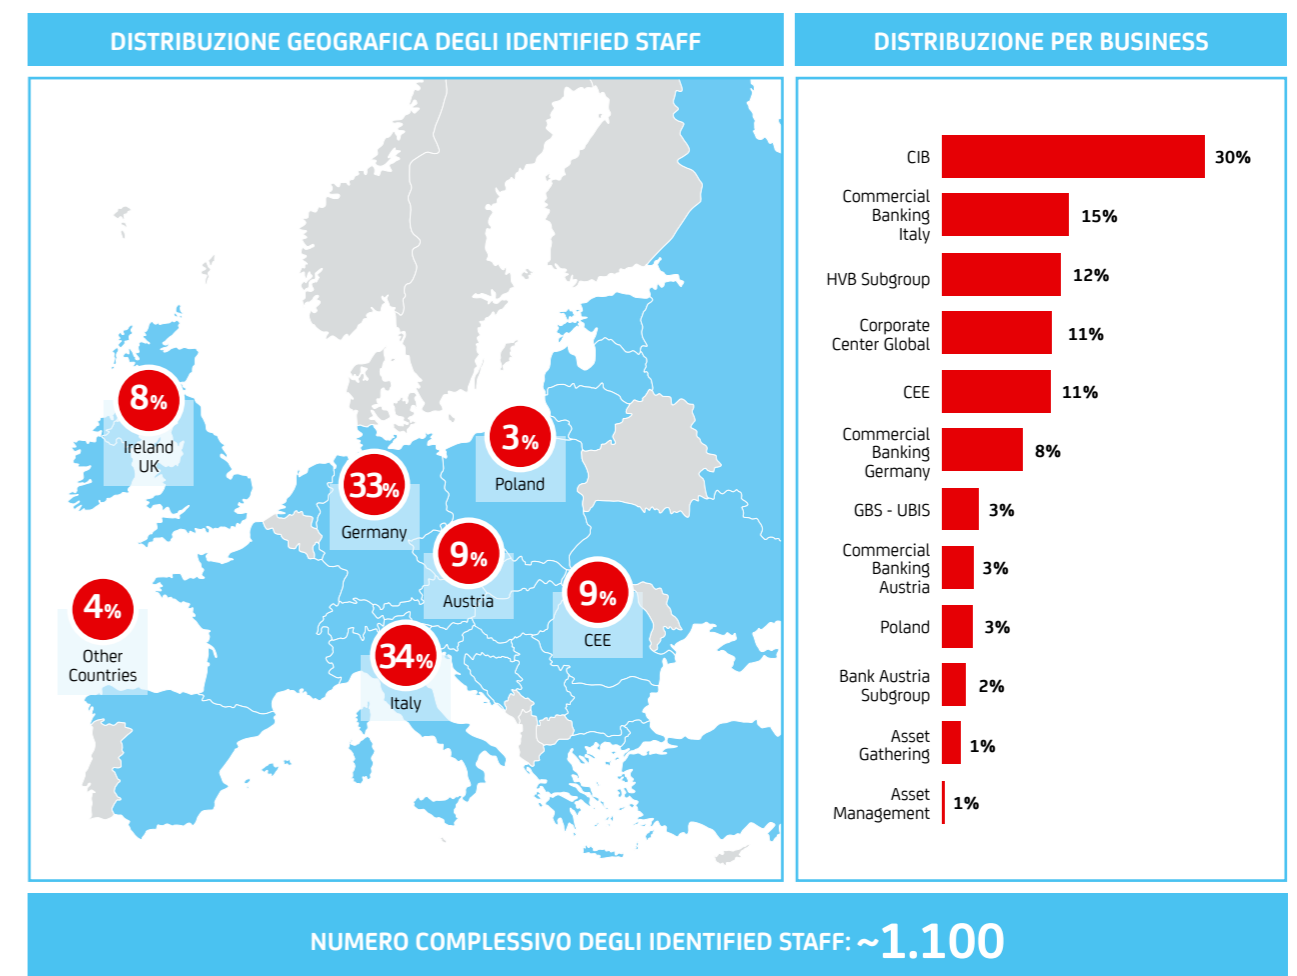 DISTRIBUZIONE GEOGRAFICA DEGLI IDENTIFIED STAFF
8%
Ireland
UK
3%
Poland
33%
Germany
9%
Austria
9%
CEE
4%
Other
Countries
34%
Italy
DISTRIBUZIONE PER BUSINESS
CIB
30%
Commercial
Banking
Italy
15%
HVB Subgroup
12%
Corporate
Center Global
11%
CEE
11%
Commercial
Banking
Germany
8%
GBS - UBIS
3%
Commercial
Banking
Austria
3%
Poland
3%
Bank Austria
Subgroup
2%
Asset
Gathering
1%
Asset
Management
1%
NUMERO COMPLESSIVO DEGLI IDENTIFIED STAFF: ~1.100